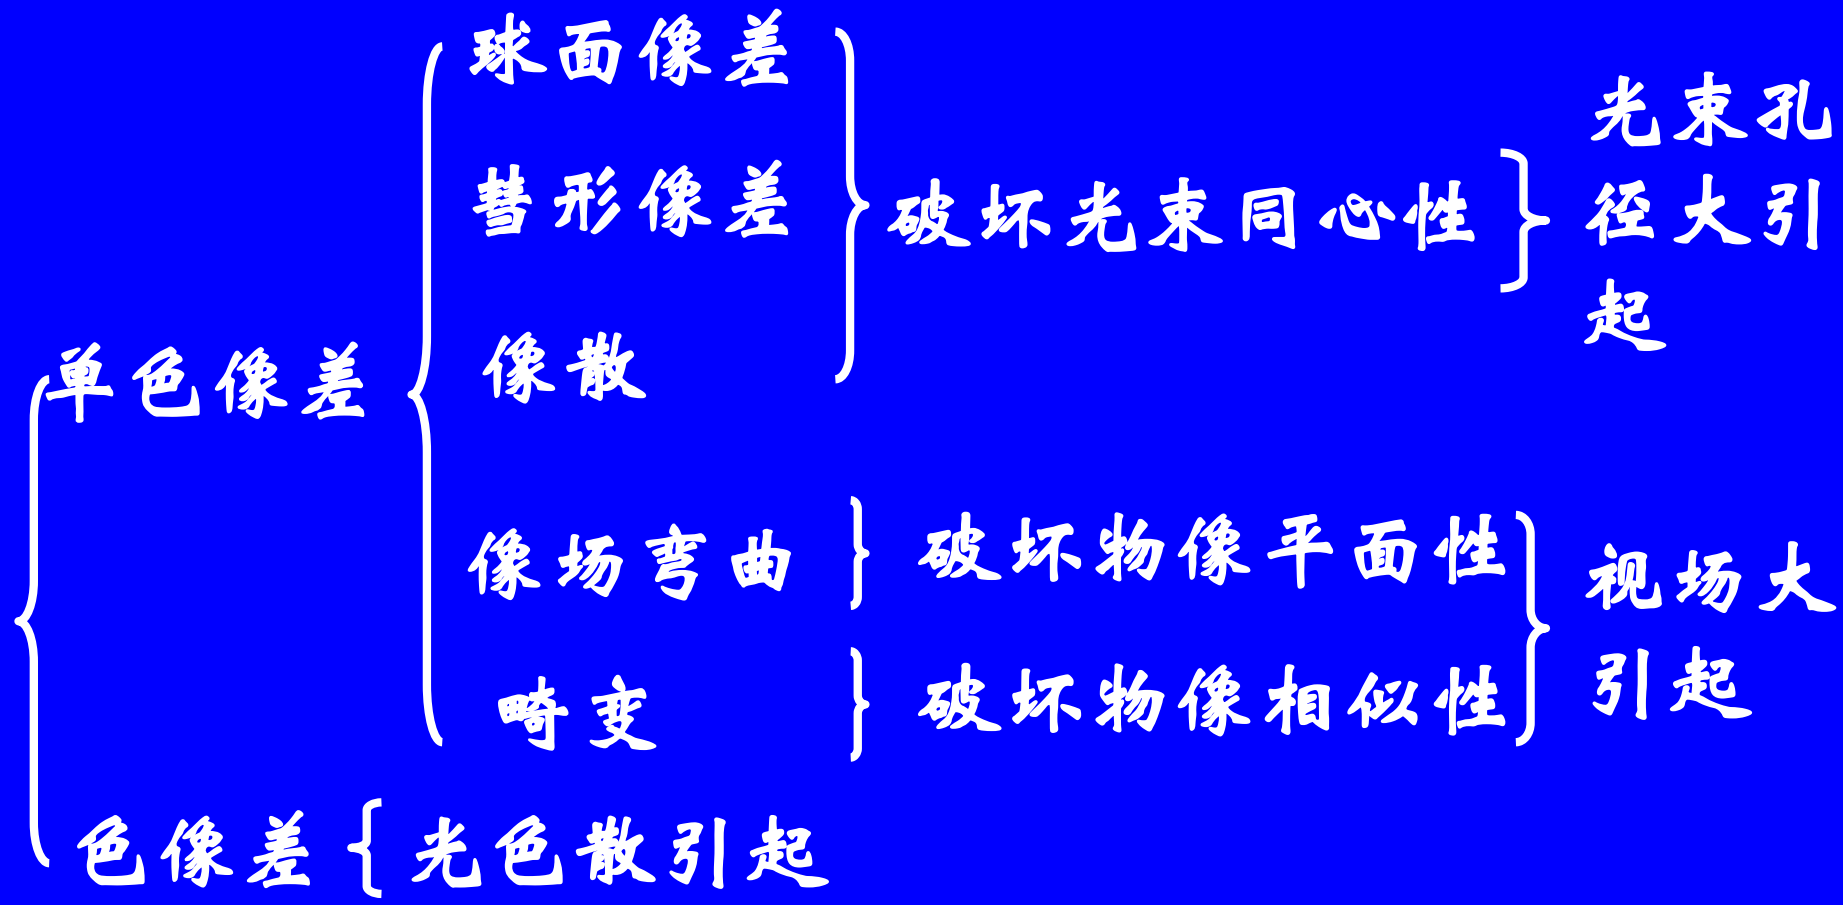 球面像差
彗形像差
像散
破坏光束同心性
光束孔
径大引
起
单色像差
像场弯曲
破坏物像平面性
畸变
破坏物像相似性
视场大
引起
色像差
光色散引起